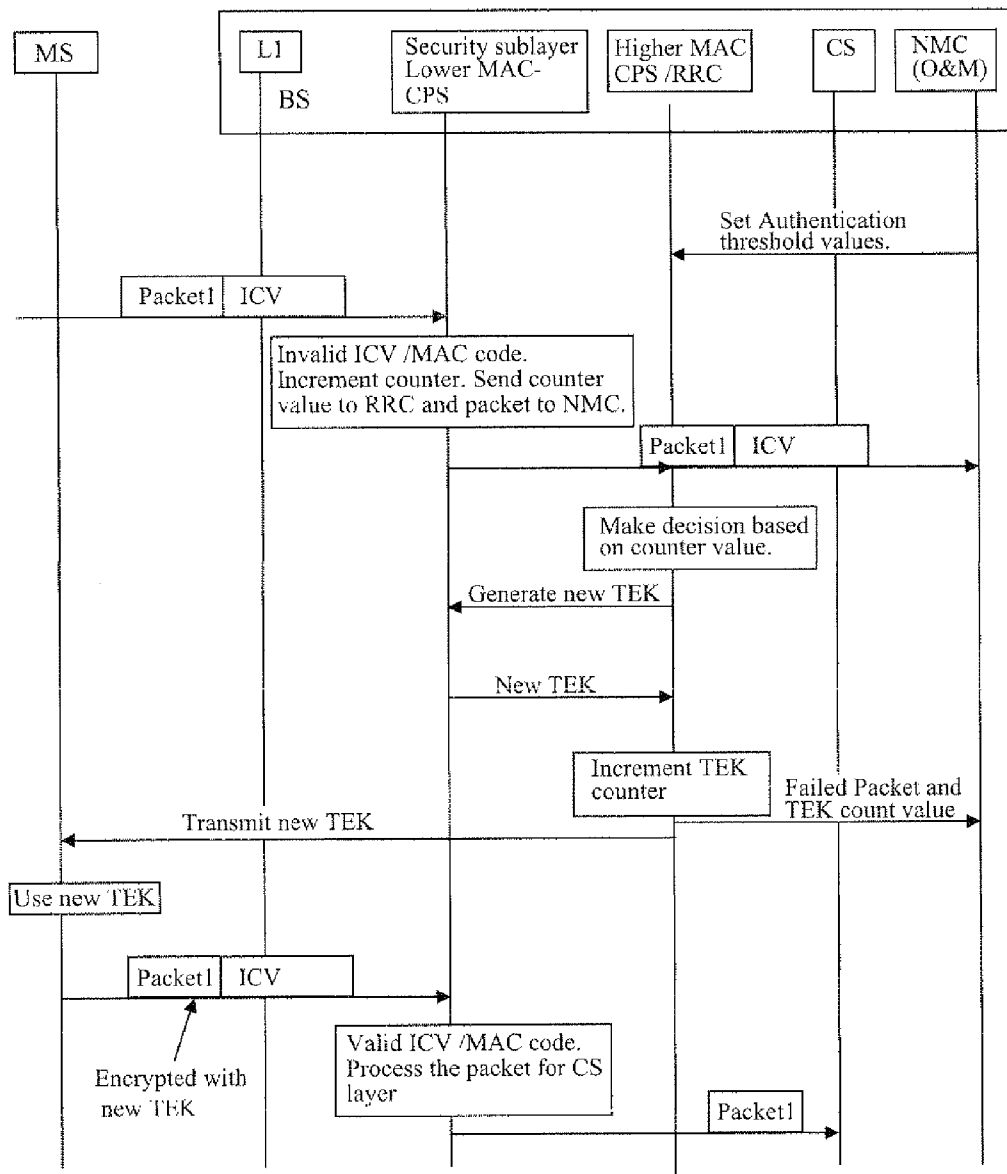 MS
L1
BS
Security sublayer
Lower MAC-
CPS
Higher MAC
CPS /RRC
CS
NMC
(O&M)
Set Authentication
threshold values.
Packet1
ICV
Invalid ICV /MAC code.
Increment counter. Send counter
value to RRC and packet to NMC.
Packet1
ICV
Make decision based
on counter value.
Generate new TEK
New TEK
Increment TEK
counter
Failed Packet and
TEK count value
Transmit new TEK
Use new TEK
Packet1
ICV
Valid ICV /MAC code.
Process the packet for CS
layer
Encrypted with
new TEK
Packet1